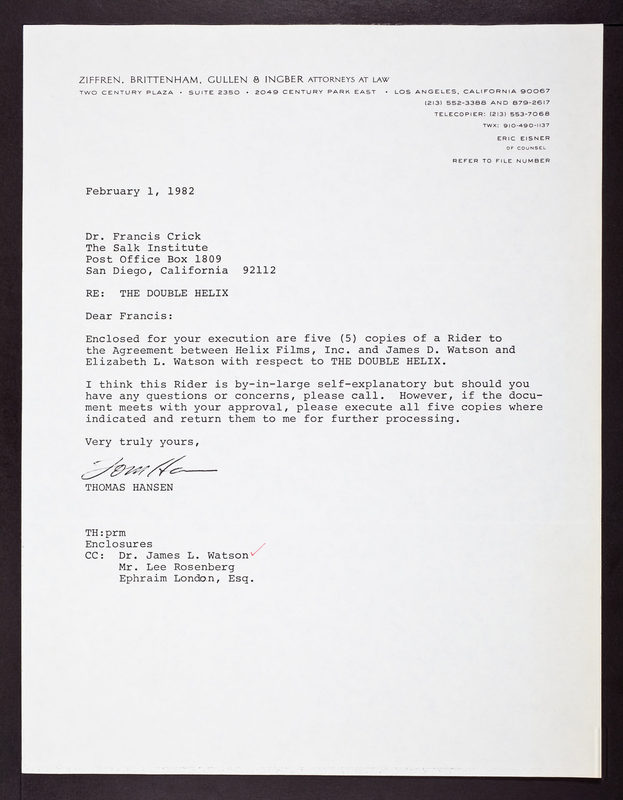 ZIFFREN, BRITTENHAM, GULLEN & INGBER ATTORNEYS AT LAW
TWO CENTURY PLAZA • SUITE 2350 • 2049 CENTURY PARK EAST • LOS ANGELES, CALIFORNIA 90067
(213) 552-3388 AND 879-2617
TELECOPIER: (213) 553-7068
TWX: 910-490-1137
ERIC EISNER
OF COUNSEL
REFER TO FILE NUMBER
February 1, 1982
Dr. Francis Crick
The Salk Institute
Post Office Box 1809
San Diego, California 92112
RE: THE DOUBLE HELIX
Dear Francis:
Enclosed for your execution are five (5) copies of a Rider to
the Agreement between Helix Films, Inc. and James D. Watson and
Elizabeth L. Watson with respect to THE DOUBLE HELIX.
I think this Rider is by-in-large self-explanatory but should you
have any questions or concerns, please call. However, if the docu-
ment meets with your approval, please execute all five copies where
indicated and return them to me for further processing.
Very truly yours,
Tom Ha
THOMAS HANSEN
TH:prm
Enclosures
CC: Dr. James L. Watson
Mr. Lee Rosenberg
Ephraim London, Esq.